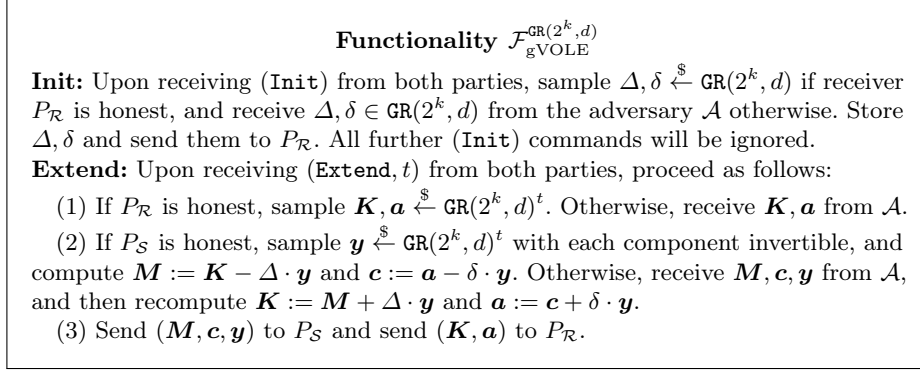 Functionality $\mathcal{F}_{\text{gVOLE}}^{\texttt{GR}(2^k,d)}$
Init: Upon receiving (Init) from both parties, sample $\Delta, \delta \xleftarrow{\$} \texttt{GR}(2^k, d)$ if receiver
$P_{\mathcal{R}}$ is honest, and receive $\Delta, \delta \in \texttt{GR}(2^k, d)$ from the adversary $\mathcal{A}$ otherwise. Store
$\Delta, \delta$ and send them to $P_{\mathcal{R}}$. All further (Init) commands will be ignored.
Extend: Upon receiving (Extend, $t$) from both parties, proceed as follows:
(1) If $P_{\mathcal{R}}$ is honest, sample $\boldsymbol{K}, \boldsymbol{a} \xleftarrow{\$} \texttt{GR}(2^k, d)^t$. Otherwise, receive $\boldsymbol{K}, \boldsymbol{a}$ from $\mathcal{A}$.
(2) If $P_{\mathcal{S}}$ is honest, sample $\boldsymbol{y} \xleftarrow{\$} \texttt{GR}(2^k, d)^t$ with each component invertible, and
compute $\boldsymbol{M} := \boldsymbol{K} - \Delta \cdot \boldsymbol{y}$ and $\boldsymbol{c} := \boldsymbol{a} - \delta \cdot \boldsymbol{y}$. Otherwise, receive $\boldsymbol{M}, \boldsymbol{c}, \boldsymbol{y}$ from $\mathcal{A}$,
and then recompute $\boldsymbol{K} := \boldsymbol{M} + \Delta \cdot \boldsymbol{y}$ and $\boldsymbol{a} := \boldsymbol{c} + \delta \cdot \boldsymbol{y}$.
(3) Send $(\boldsymbol{M}, \boldsymbol{c}, \boldsymbol{y})$ to $P_{\mathcal{S}}$ and send $(\boldsymbol{K}, \boldsymbol{a})$ to $P_{\mathcal{R}}$.